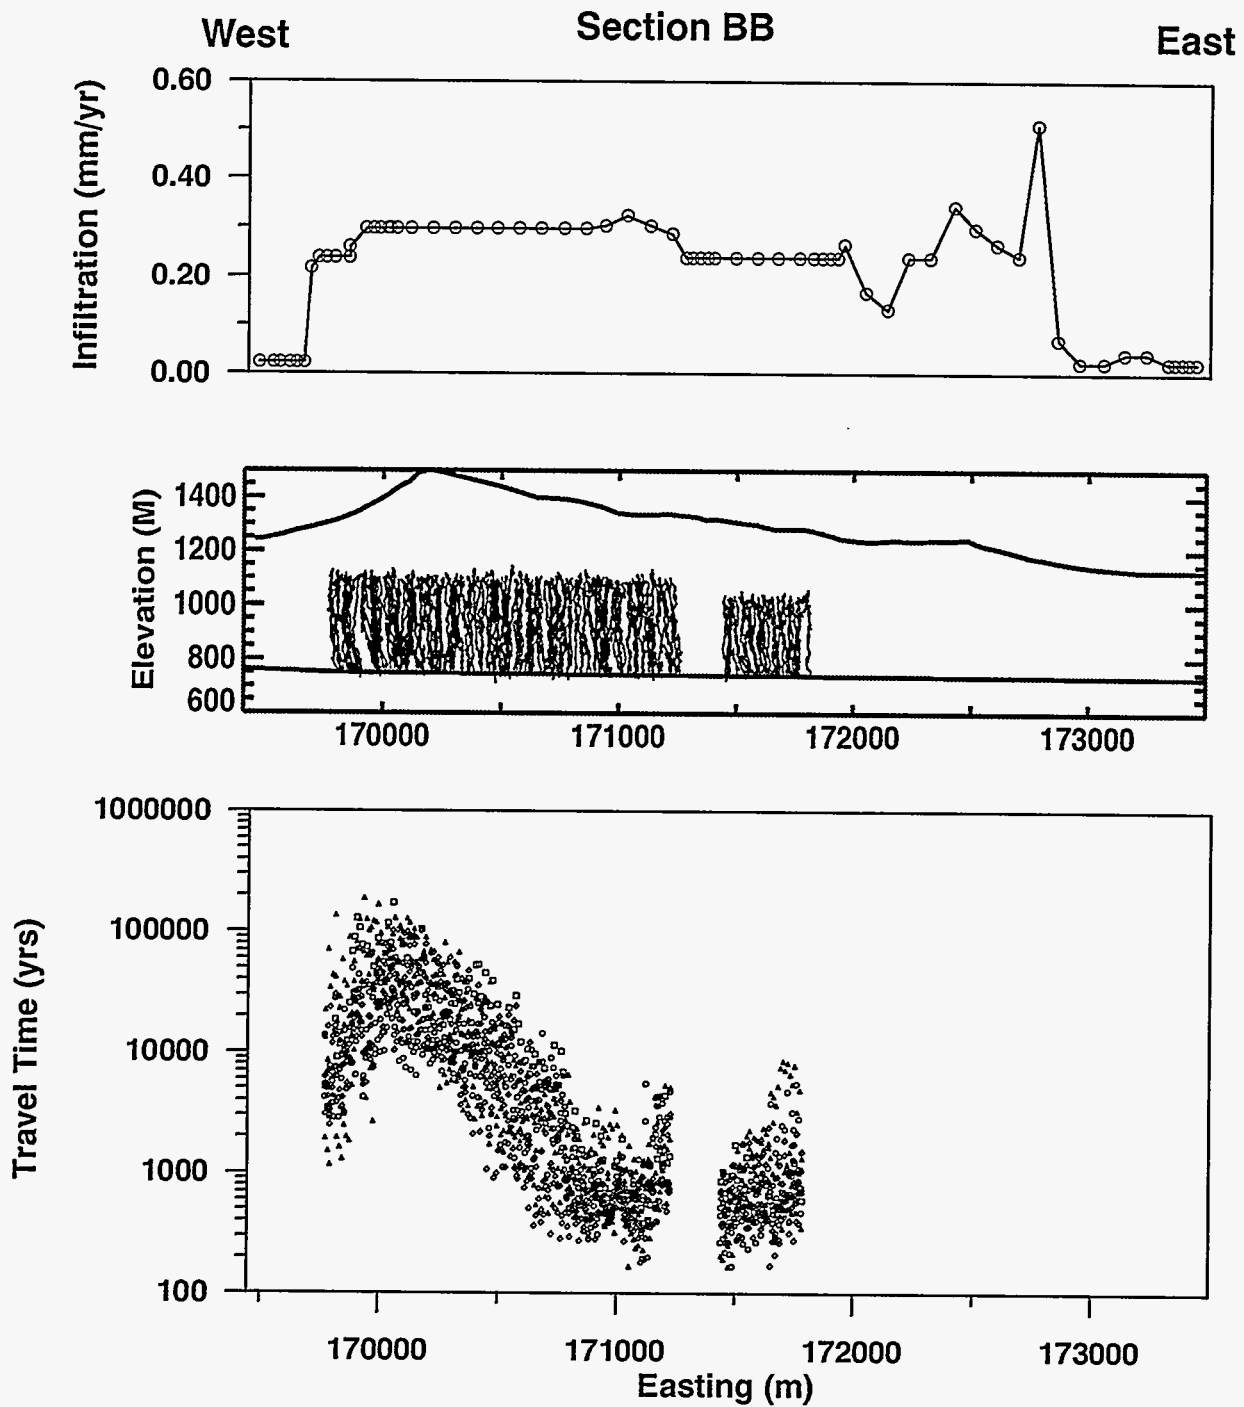 Section BB
West
East
0.60
0.40
0.20
0.00
Infiltration (mm/yr)
1400
1200
1000
800
600
Elevation (M)
170000 171000 172000 173000
1000000
100000
10000
1000
100
Travel Time (yrs)
170000 171000 172000 173000
Easting (m)